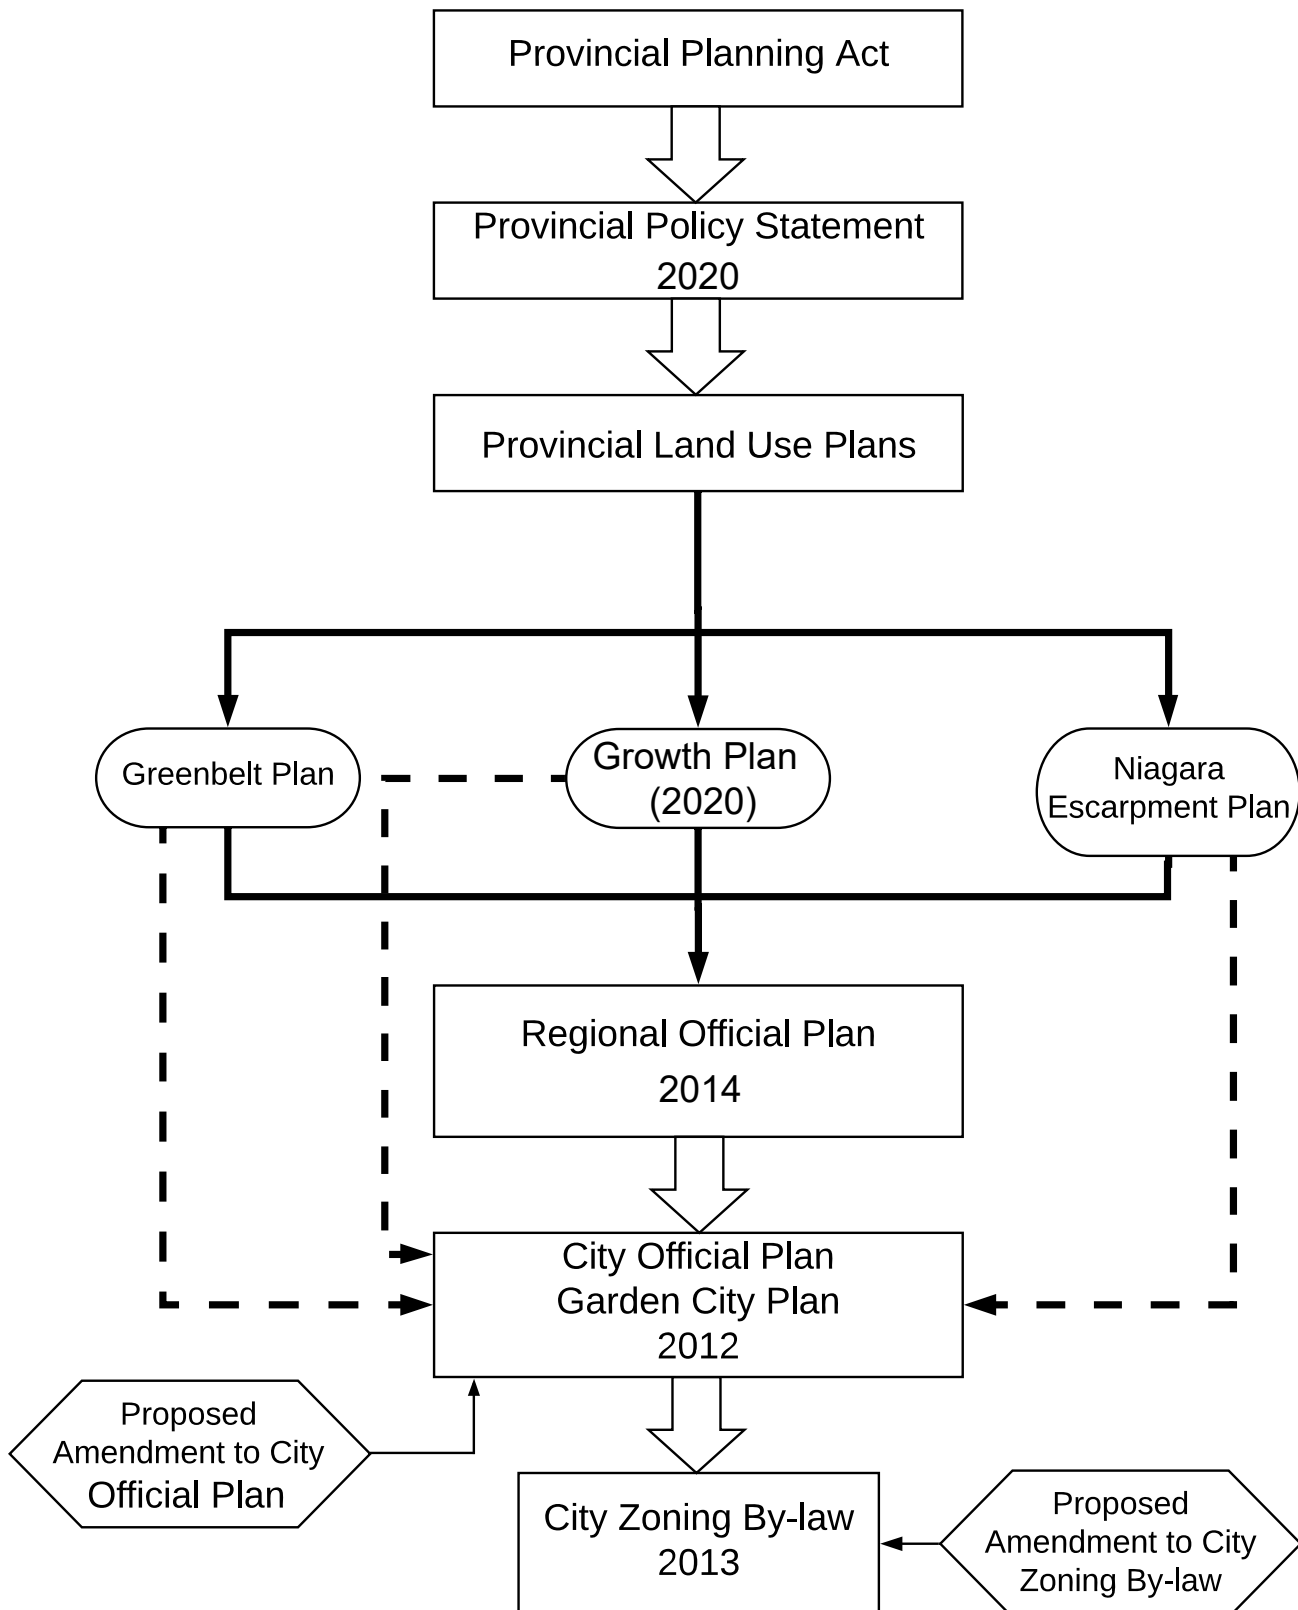 Provincial Planning Act
Provincial Policy Statement
2020
Provincial Land Use Plans
Greenbelt Plan
Growth Plan
(2020)
Niagara
Escarpment Plan
Regional Official Plan
2014
City Official Plan
Garden City Plan
2012
Proposed
Amendment to City
Official Plan
City Zoning By-law
2013
Proposed
Amendment to City
Zoning By-law